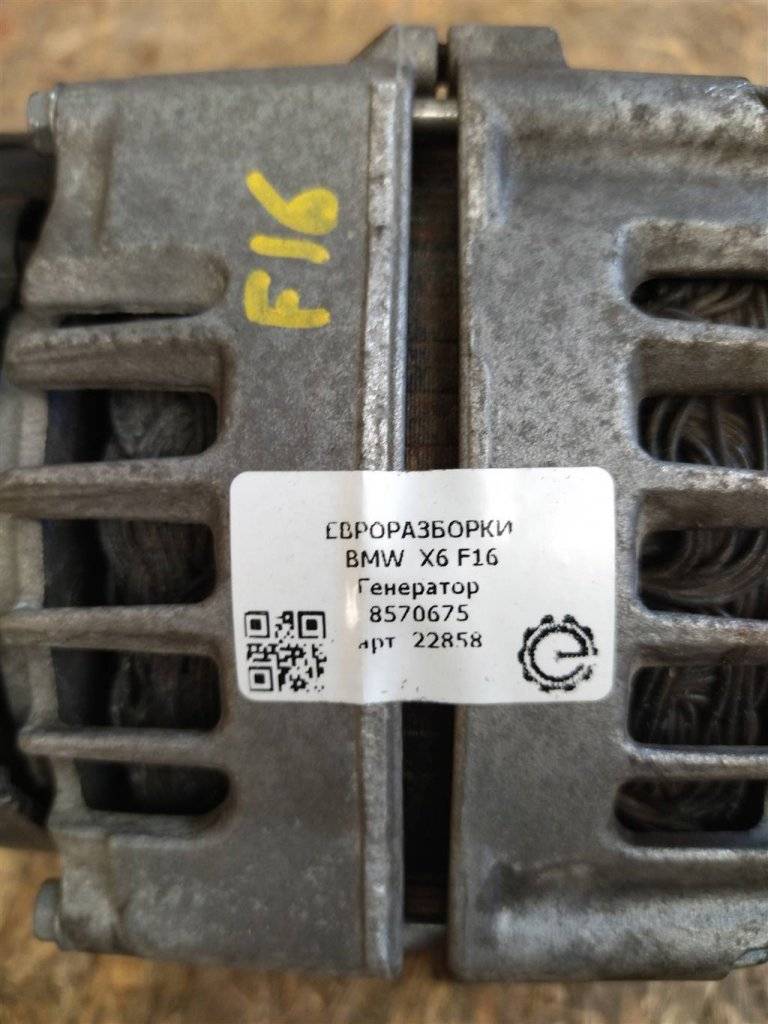 F16
ЕВРОРАЗБОРКИ
BMW X6 F16
Генератор
8570675
арт 22858